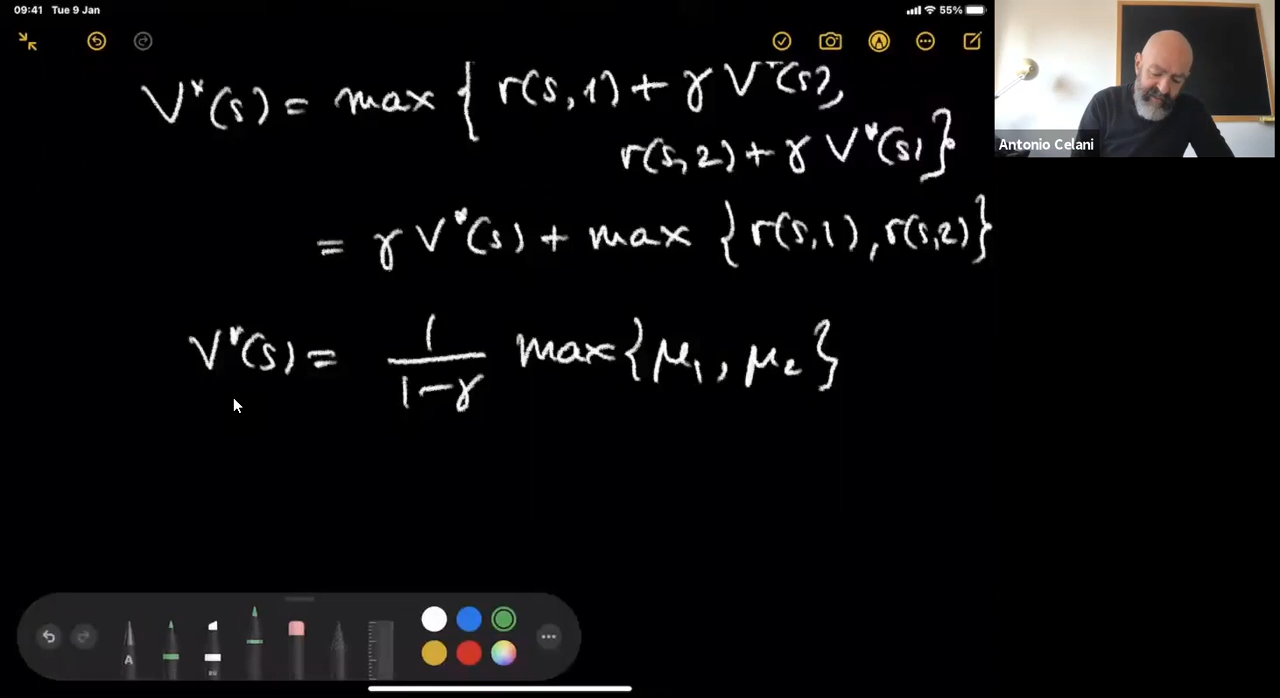 09:41 Tue 9 Jan
55%
V*(s) = max { r(s,1) + γ V*(s),
r(s,2) + γ V*(s) }
= γ V*(s) + max { r(s,1), r(s,2) }
V*(s) = 1/(1-γ) max { μ₁, μ₂ }
Antonio Celani
A